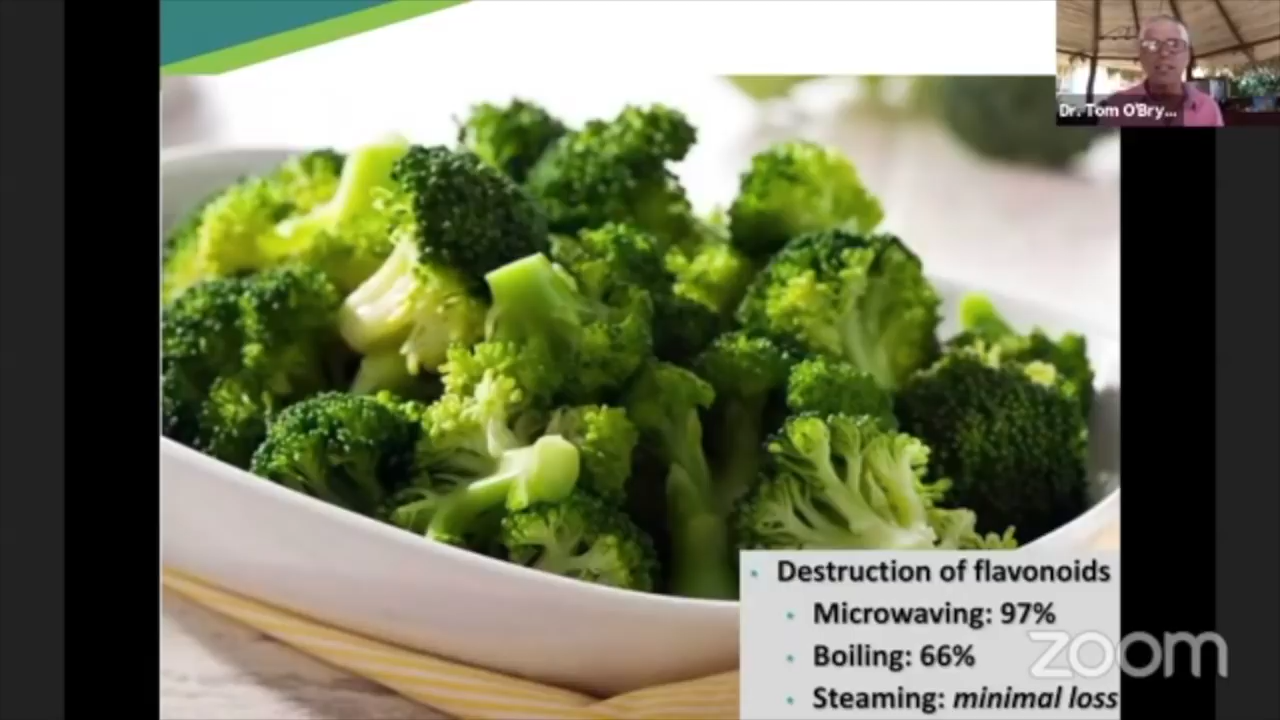 Dr. Tom O'Bry...
• Destruction of flavonoids
• Microwaving: 97%
• Boiling: 66%
• Steaming: minimal loss
zoom